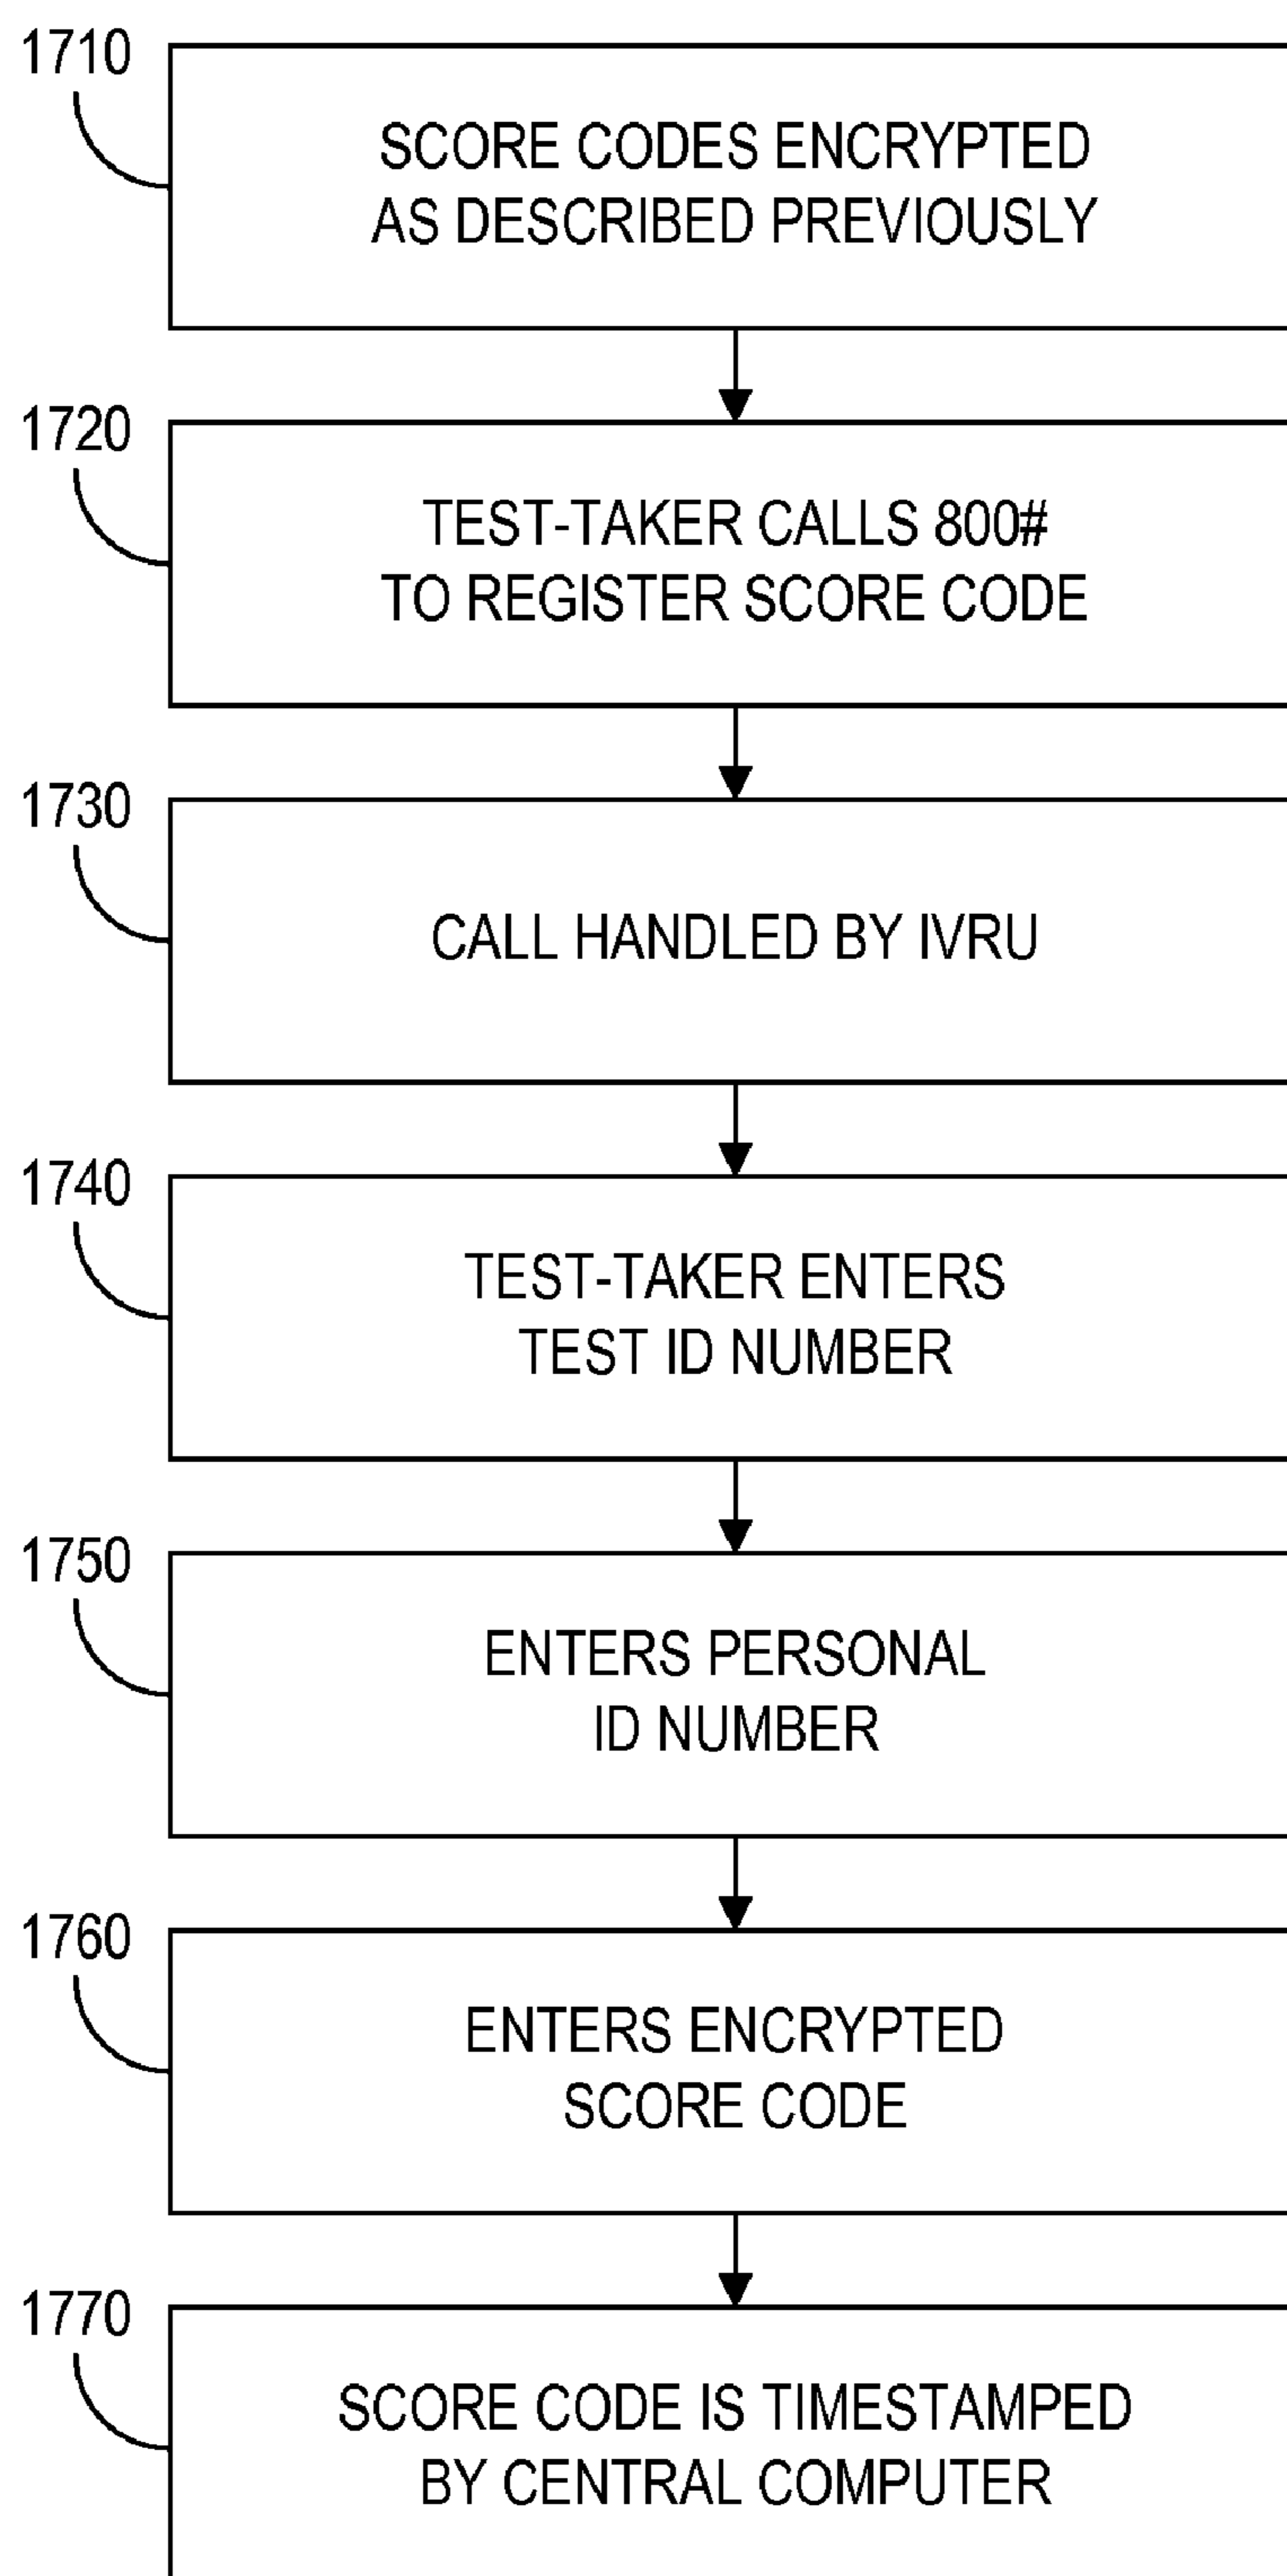 1710
SCORE CODES ENCRYPTED
AS DESCRIBED PREVIOUSLY
1720
TEST-TAKER CALLS 800#
TO REGISTER SCORE CODE
1730
CALL HANDLED BY IVRU
1740
TEST-TAKER ENTERS
TEST ID NUMBER
1750
ENTERS PERSONAL
ID NUMBER
1760
ENTERS ENCRYPTED
SCORE CODE
1770
SCORE CODE IS TIMESTAMPED
BY CENTRAL COMPUTER